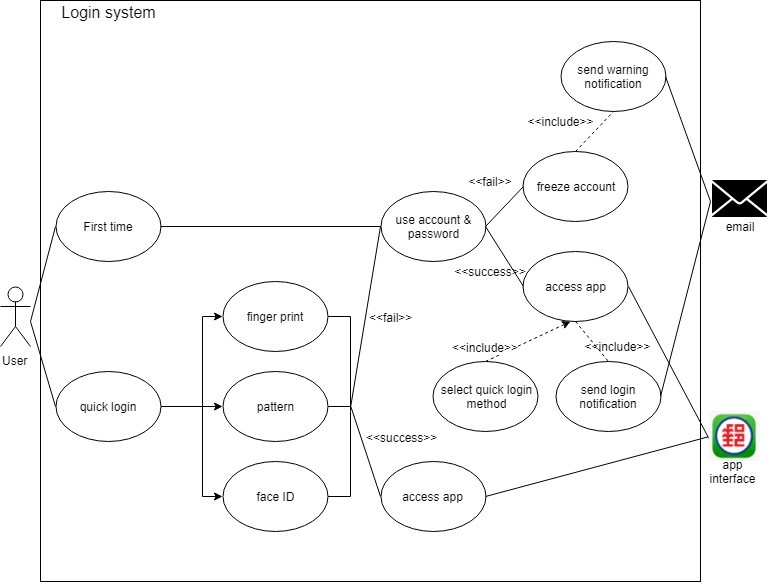 Login system
send warning
notification
<<include>>
freeze account
<<fail>>
use account &
password
First time
email
<<success>>
access app
finger print
<<fail>>
User
<<include>>
<<include>>
quick login
pattern
select quick login
method
send login
notification
<<success>>
郵
app
interface
face ID
access app